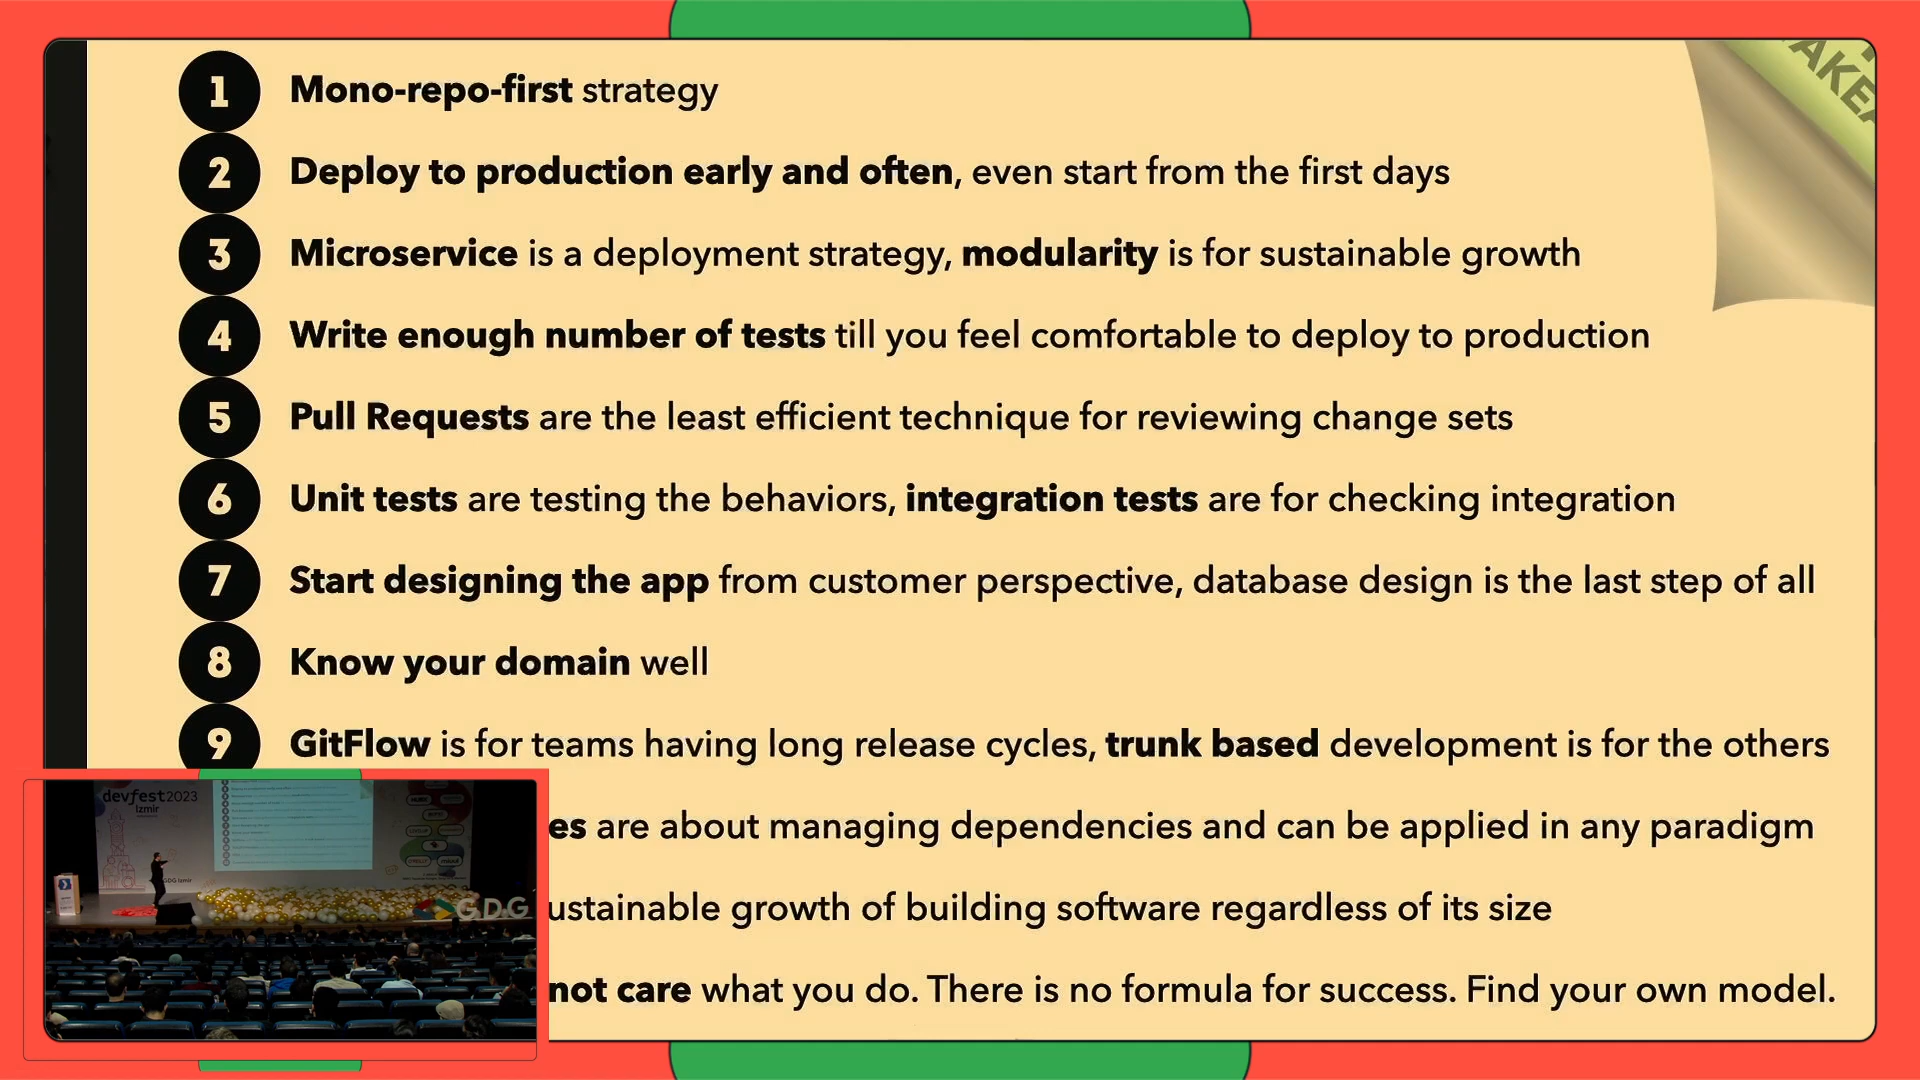 1 Mono-repo-first strategy
2 Deploy to production early and often, even start from the first days
3 Microservice is a deployment strategy, modularity is for sustainable growth
4 Write enough number of tests till you feel comfortable to deploy to production
5 Pull Requests are the least efficient technique for reviewing change sets
6 Unit tests are testing the behaviors, integration tests are for checking integration
7 Start designing the app from customer perspective, database design is the last step of all
8 Know your domain well
9 GitFlow is for teams having long release cycles, trunk based development is for the others
es are about managing dependencies and can be applied in any paradigm
ustainable growth of building software regardless of its size
not care what you do. There is no formula for success. Find your own model.
devfest2023
Izmir
GDG Izmir
GDG